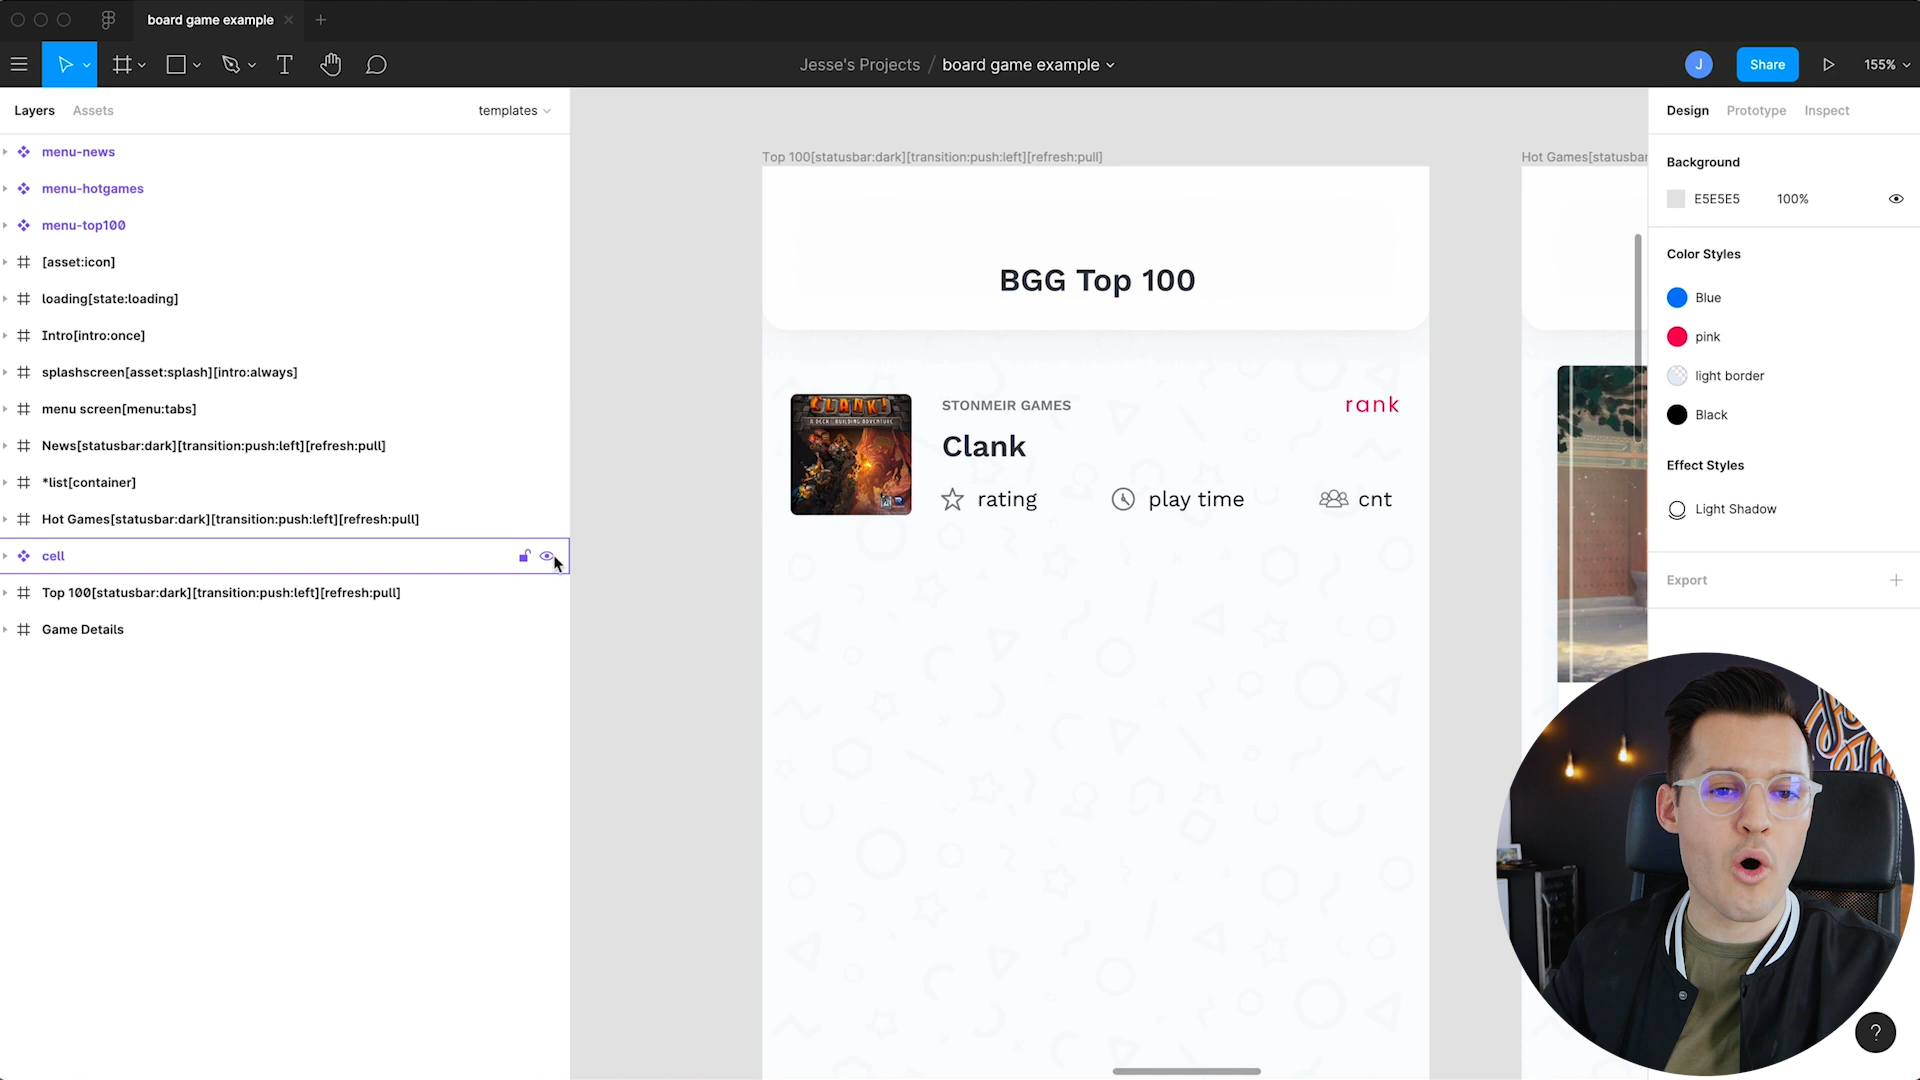 board game example
Jesse's Projects / board game example
J
Share
155%
Layers
Assets
templates
Design
Prototype
Inspect
menu-news
menu-hotgames
menu-top100
[asset:icon]
loading[state:loading]
Intro[intro:once]
splashscreen[asset:splash][intro:always]
menu screen[menu:tabs]
News[statusbar:dark][transition:push:left][refresh:pull]
*list[container]
Hot Games[statusbar:dark][transition:push:left][refresh:pull]
cell
Top 100[statusbar:dark][transition:push:left][refresh:pull]
Game Details
Top 100[statusbar:dark][transition:push:left][refresh:pull]
BGG Top 100
CLANK!
A DECK-BUILDING ADVENTURE
STONMEIR GAMES
rank
Clank
rating
play time
cnt
Hot Games[statusbar
Background
E5E5E5
100%
Color Styles
Blue
pink
light border
Black
Effect Styles
Light Shadow
Export
?